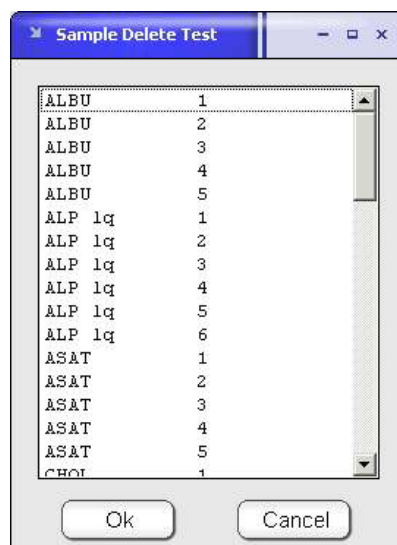 Sample Delete Test
ALBU 1
ALBU 2
ALBU 3
ALBU 4
ALBU 5
ALP lq 1
ALP lq 2
ALP lq 3
ALP lq 4
ALP lq 5
ALP lq 6
ASAT 1
ASAT 2
ASAT 3
ASAT 4
ASAT 5
CHOL 1
Ok Cancel